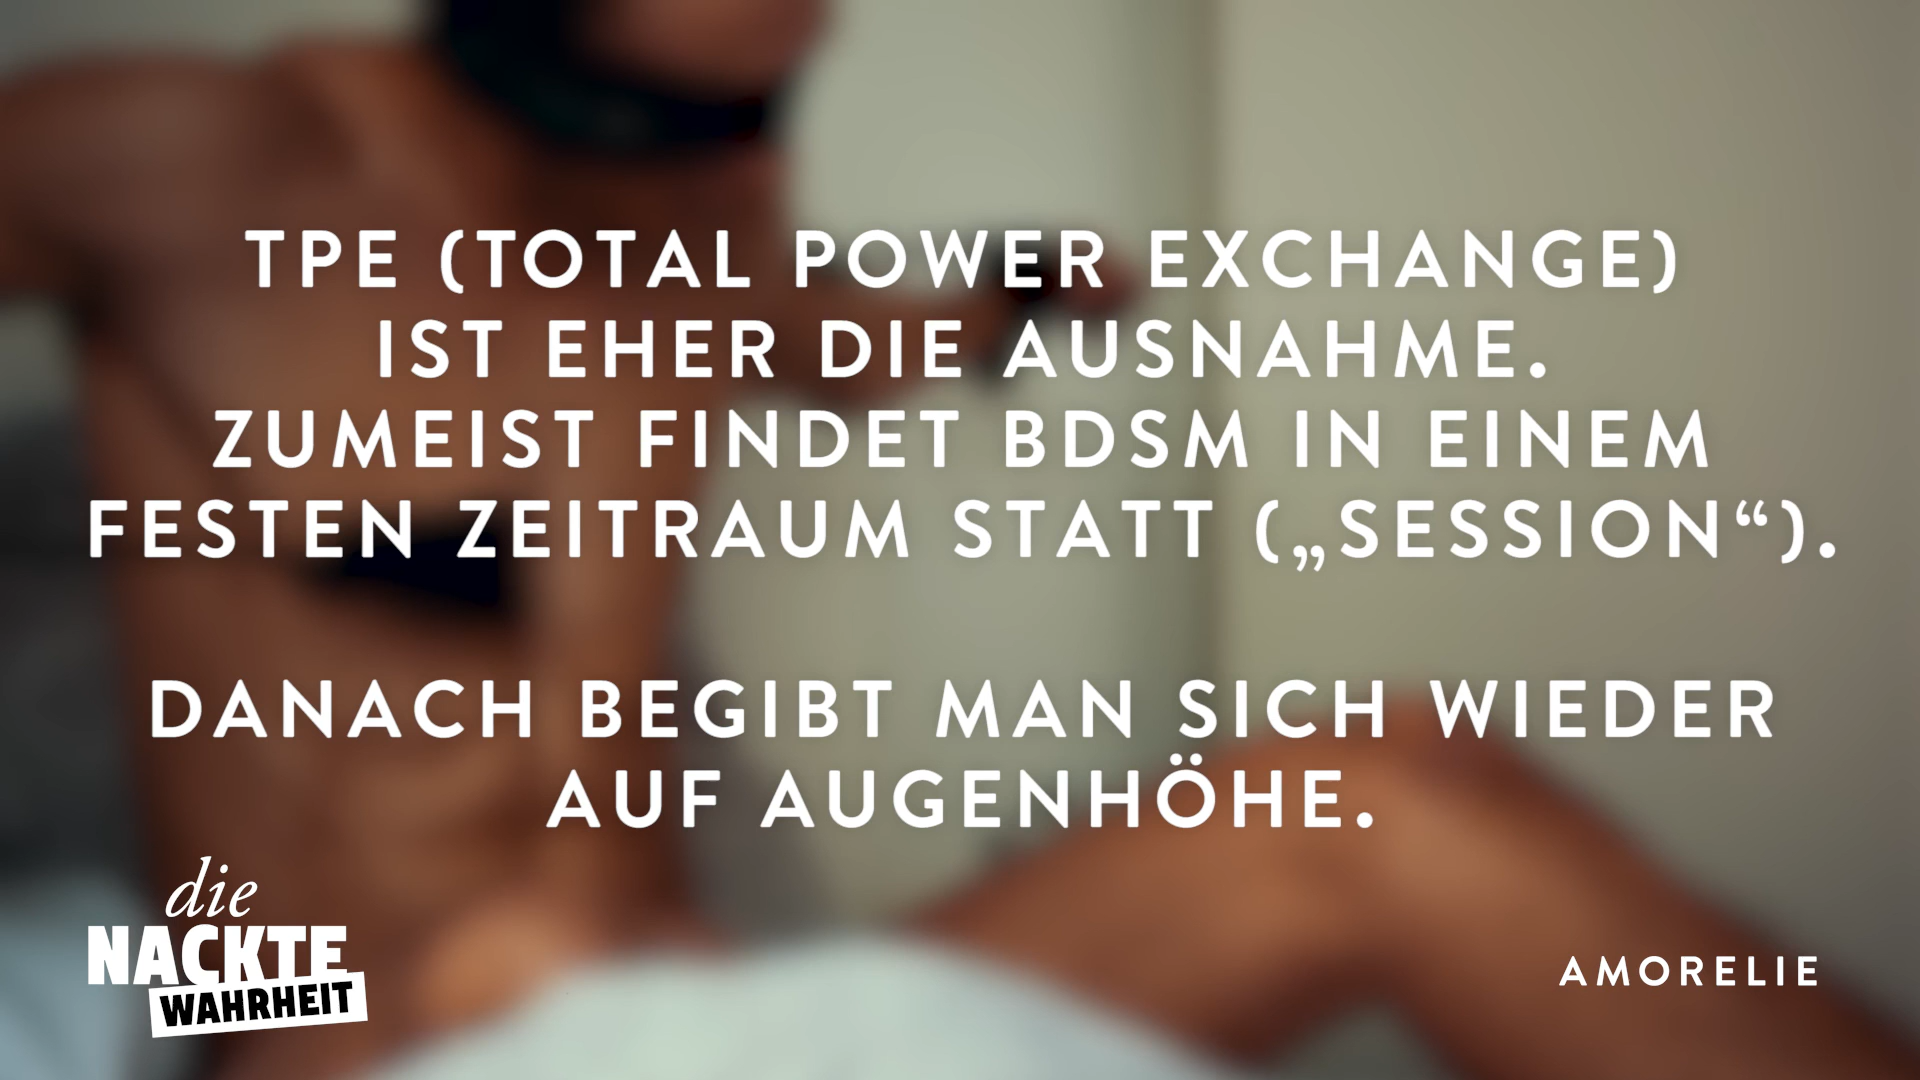 TPE (TOTAL POWER EXCHANGE)
IST EHER DIE AUSNAHME.
ZUMEIST FINDET BDSM IN EINEM
FESTEN ZEITRAUM STATT („SESSION“).
DANACH BEGIBT MAN SICH WIEDER
AUF AUGENHÖHE.
die
NACKTE
WAHRHEIT
AMORELIE